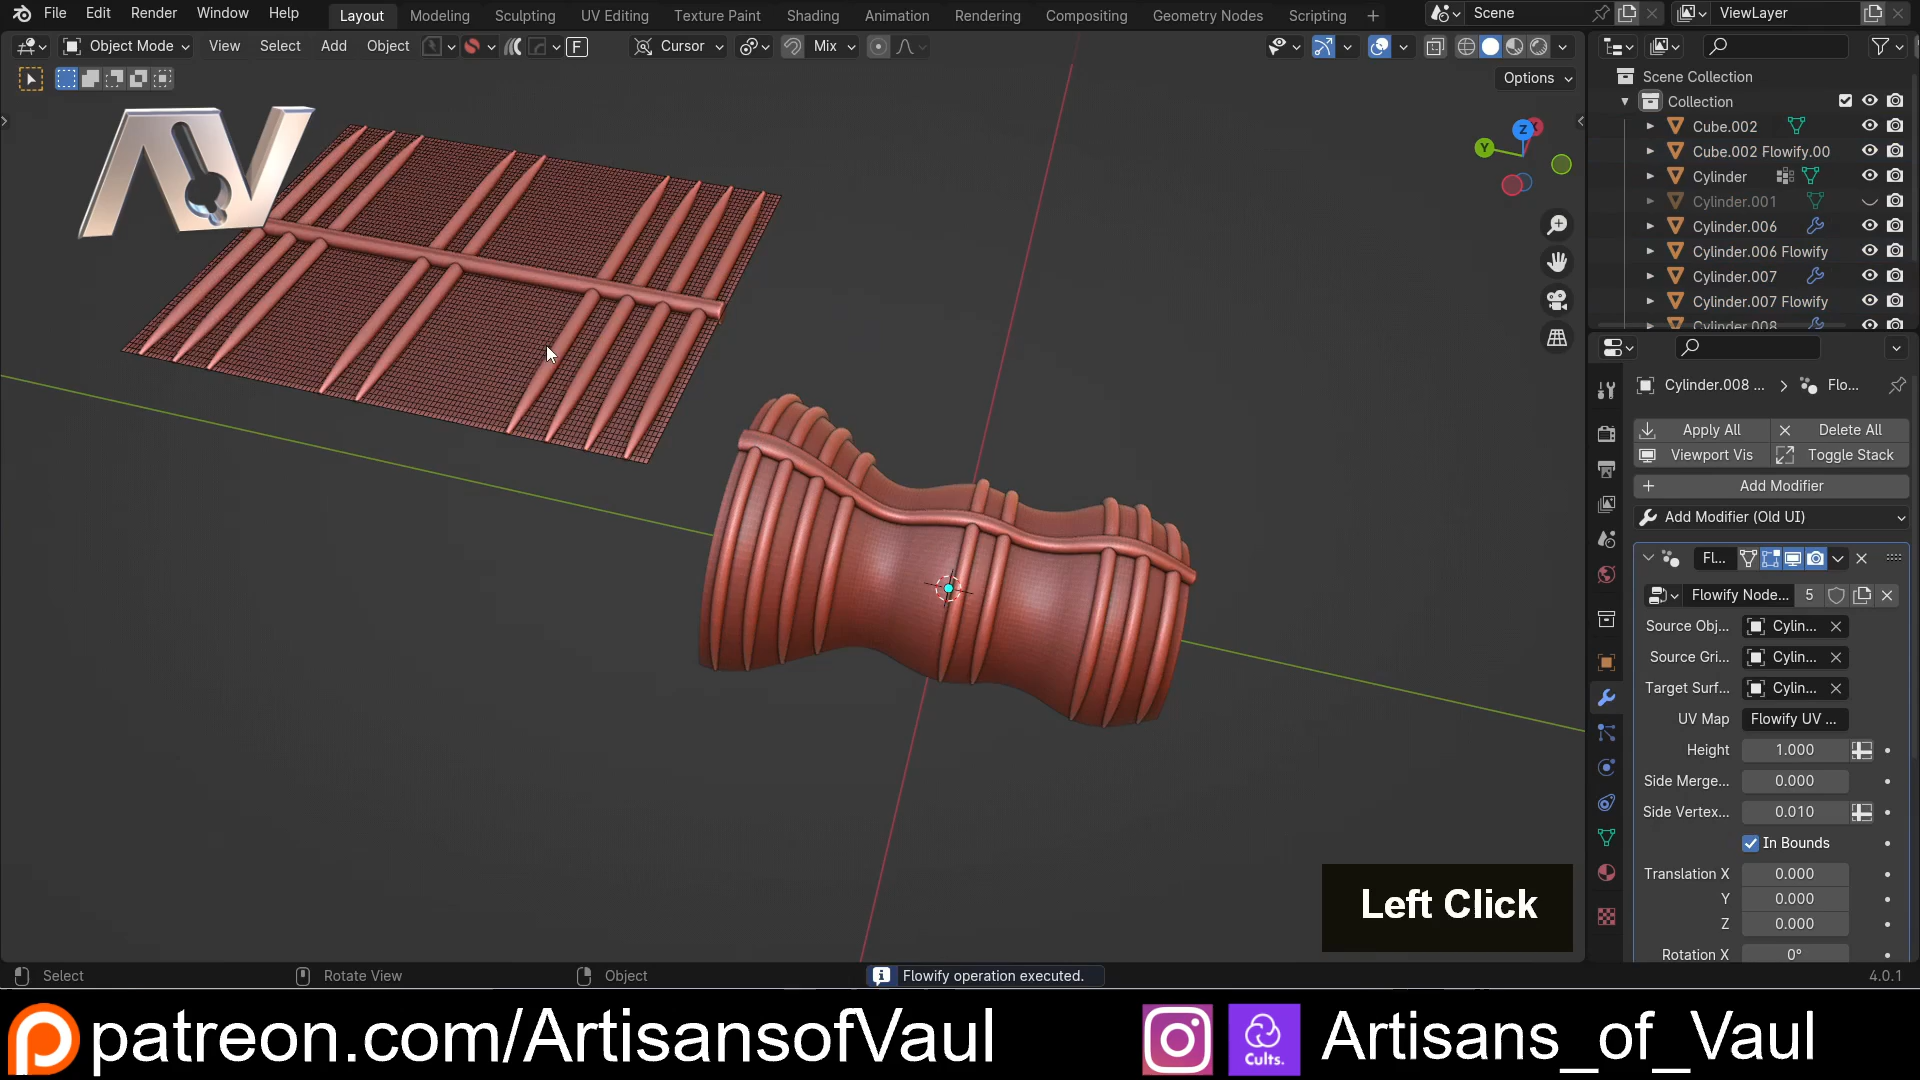 File Edit Render Window Help Layout Modeling Sculpting UV Editing Texture Paint Shading Animation Rendering Compositing Geometry Nodes Scripting + Scene ViewLayer
Object Mode View Select Add Object F Cursor Mix
Options
Scene Collection
Collection
Cube.002
Cube.002 Flowify.00
Cylinder
Cylinder.001
Cylinder.006
Cylinder.006 Flowify
Cylinder.007
Cylinder.007 Flowify
Cylinder.008
Z
Y
Cylinder.008 ... > Flo...
Apply All Delete All
Viewport Vis Toggle Stack
+ Add Modifier
Add Modifier (Old UI)
Fl...
Flowify Node... 5
Source Obj... Cylin...
Source Gri... Cylin...
Target Surf... Cylin...
UV Map Flowify UV ...
Height 1.000
Side Merge... 0.000
Side Vertex... 0.010
In Bounds
Translation X 0.000
Y 0.000
Z 0.000
Rotation X 0°
Left Click
Select Rotate View Object Flowify operation executed. 4.0.1
patreon.com/ArtisansofVaul Cults. Artisans_of_Vaul